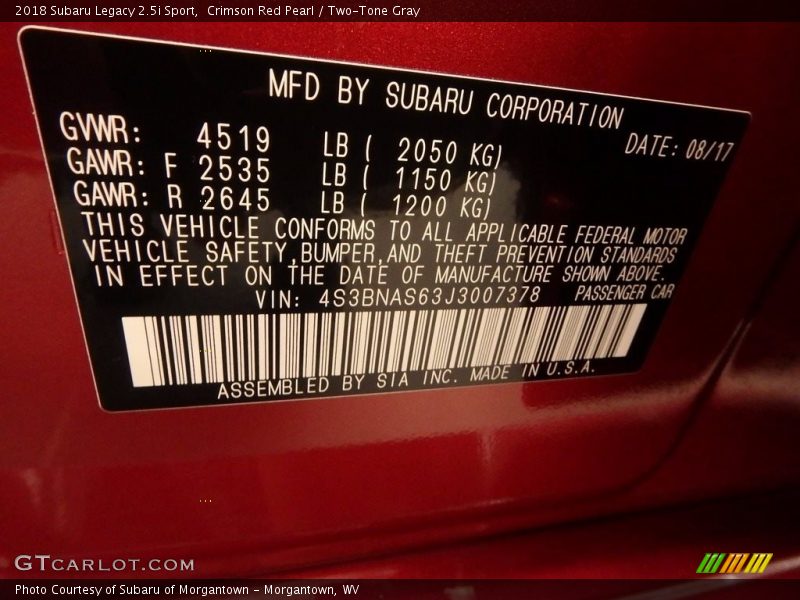 2018 Subaru Legacy 2.5i Sport,  Crimson Red Pearl / Two-Tone Gray
MFD BY SUBARU CORPORATION
GVWR: 4519 LB ( 2050 KG) DATE: 08/17
GAWR: F 2535 LB ( 1150 KG)
GAWR: R 2645 LB ( 1200 KG)
THIS VEHICLE CONFORMS TO ALL APPLICABLE FEDERAL MOTOR
VEHICLE SAFETY,BUMPER,AND THEFT PREVENTION STANDARDS
IN EFFECT ON THE DATE OF MANUFACTURE SHOWN ABOVE.
VIN: 4S3BNAS63J3007378 PASSENGER CAR
ASSEMBLED BY SIA INC. MADE IN U.S.A.
GTCARLOT.COM
Photo Courtesy of Subaru of Morgantown - Morgantown, WV